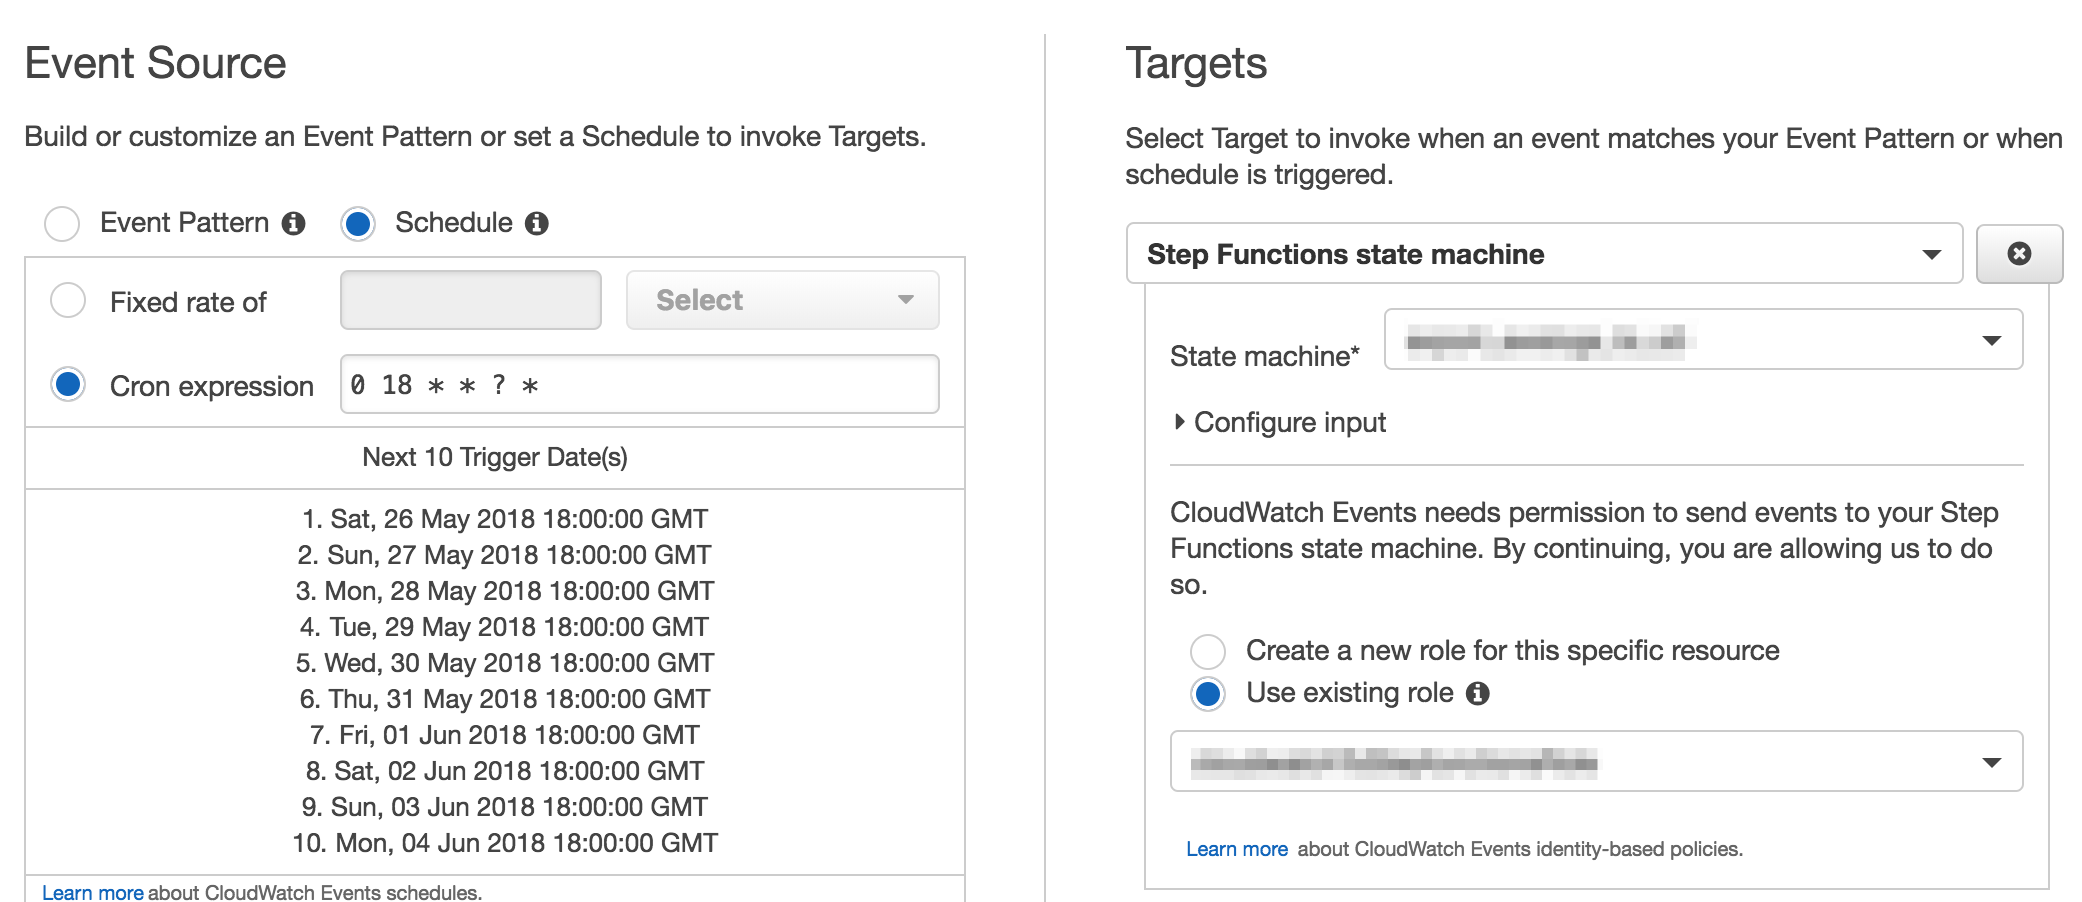 Event Source
Build or customize an Event Pattern or set a Schedule to invoke Targets.
Event Pattern
Schedule
Fixed rate of
Select
Cron expression
0 18 * * ? *
Next 10 Trigger Date(s)
1. Sat, 26 May 2018 18:00:00 GMT
2. Sun, 27 May 2018 18:00:00 GMT
3. Mon, 28 May 2018 18:00:00 GMT
4. Tue, 29 May 2018 18:00:00 GMT
5. Wed, 30 May 2018 18:00:00 GMT
6. Thu, 31 May 2018 18:00:00 GMT
7. Fri, 01 Jun 2018 18:00:00 GMT
8. Sat, 02 Jun 2018 18:00:00 GMT
9. Sun, 03 Jun 2018 18:00:00 GMT
10. Mon, 04 Jun 2018 18:00:00 GMT
Learn more about CloudWatch Events schedules.
Targets
Select Target to invoke when an event matches your Event Pattern or when
schedule is triggered.
Step Functions state machine
State machine*
Configure input
CloudWatch Events needs permission to send events to your Step
Functions state machine. By continuing, you are allowing us to do
so.
Create a new role for this specific resource
Use existing role
Learn more about CloudWatch Events identity-based policies.